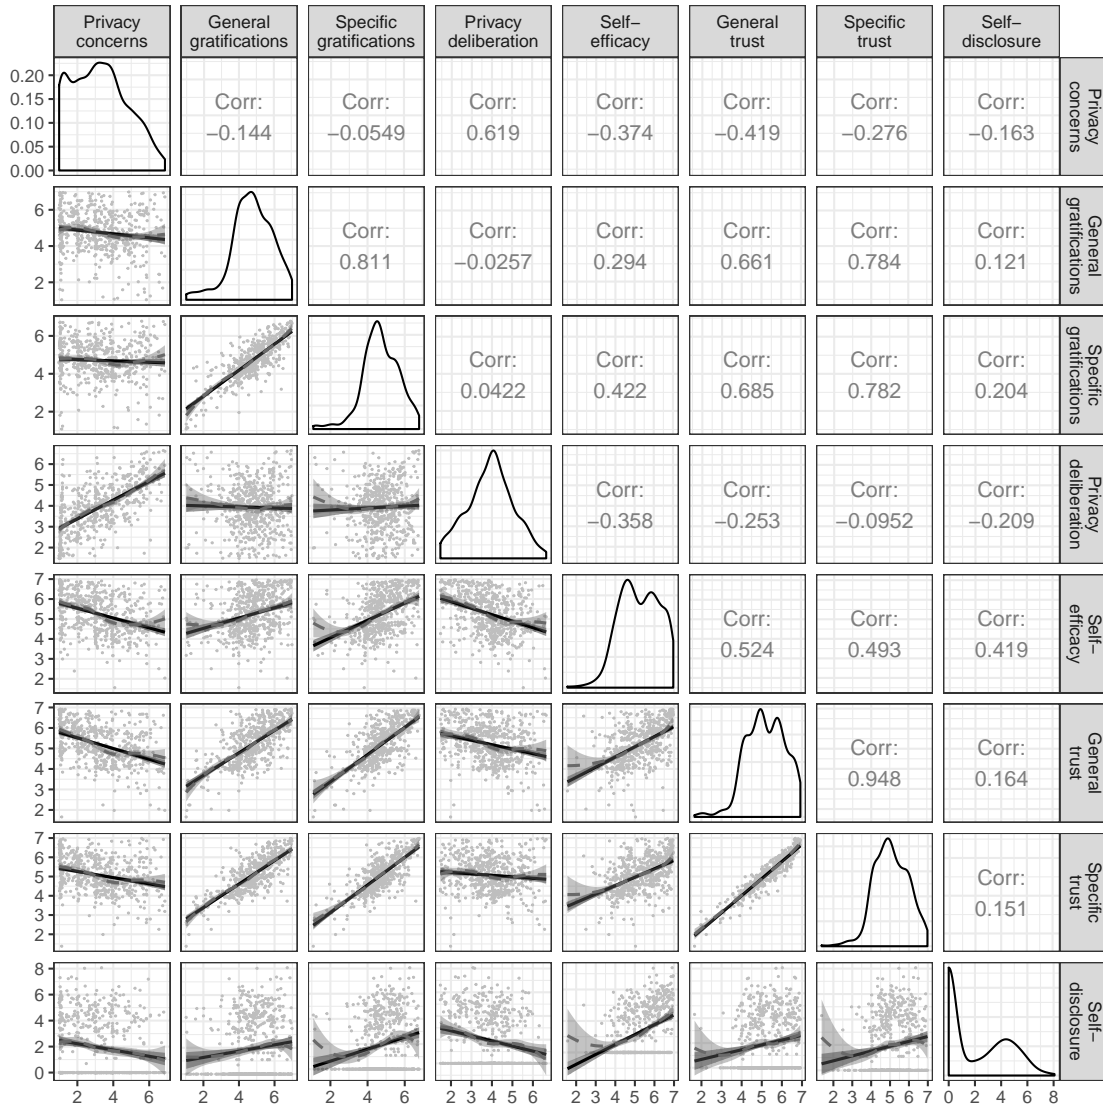 Privacy
concerns
General
gratifications
Specific
gratifications
Privacy
deliberation
Self−
efficacy
General
trust
Specific
trust
Self−
disclosure
0.20
0.15
0.10
0.05
0.00
Corr:
−0.144
Corr:
−0.0549
Corr:
0.619
Corr:
−0.374
Corr:
−0.419
Corr:
−0.276
Corr:
−0.163
Privacy
concerns
6
4
2
Corr:
0.811
Corr:
−0.0257
Corr:
0.294
Corr:
0.661
Corr:
0.784
Corr:
0.121
General
gratifications
6
4
2
Corr:
0.0422
Corr:
0.422
Corr:
0.685
Corr:
0.782
Corr:
0.204
Specific
gratifications
6
5
4
3
2
Corr:
−0.358
Corr:
−0.253
Corr:
−0.0952
Corr:
−0.209
Privacy
deliberation
7
6
5
4
3
2
Corr:
0.524
Corr:
0.493
Corr:
0.419
Self−
efficacy
7
6
5
4
3
2
Corr:
0.948
Corr:
0.164
General
trust
7
6
5
4
3
2
Corr:
0.151
Specific
trust
8
6
4
2
0
Self−
disclosure
2 4 6
2 4 6
2 4 6
2 3 4 5 6
2 3 4 5 6 7
2 3 4 5 6 7
2 3 4 5 6 7
0 2 4 6 8